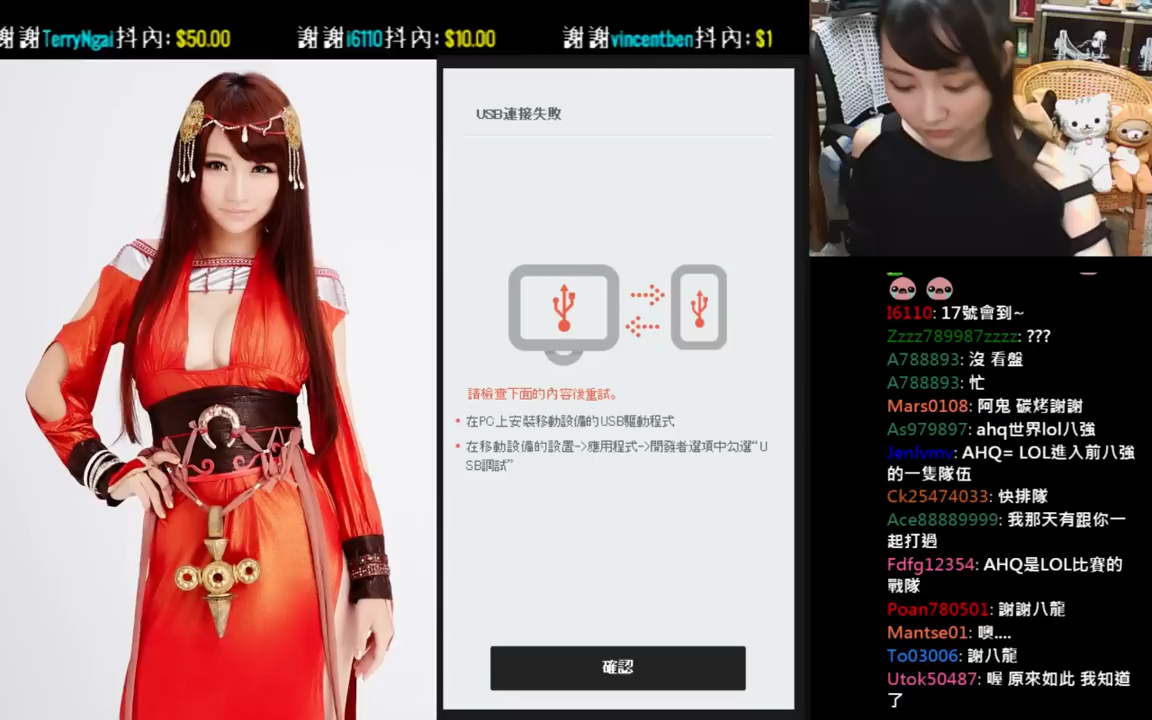 謝謝TerryNgai抖內: $50.00
謝謝i6110抖內: $10.00
謝謝vincentben抖內: $1
USB連接失敗
請檢查下面的內容後重試。
• 在PC上安裝移動設備的USB驅動程式
• 在移動設備的設置->應用程式->開發者選項中勾選“U
SB調試”
確認
I6110: 17號會到~
Zzzz789987zzzz: ???
A788893: 沒 看盤
A788893: 忙
Mars0108: 阿鬼 碳烤謝謝
As979897: ahq世界lol八強
Jenlvmv: AHQ= LOL進入前八強
的一隻隊伍
Ck25474033: 快排隊
Ace88889999: 我那天有跟你一
起打過
Fdfg12354: AHQ是LOL比賽的
戰隊
Poan780501: 謝謝八龍
Mantse01: 噢....
To03006: 謝八龍
Utok50487: 喔 原來如此 我知道
了